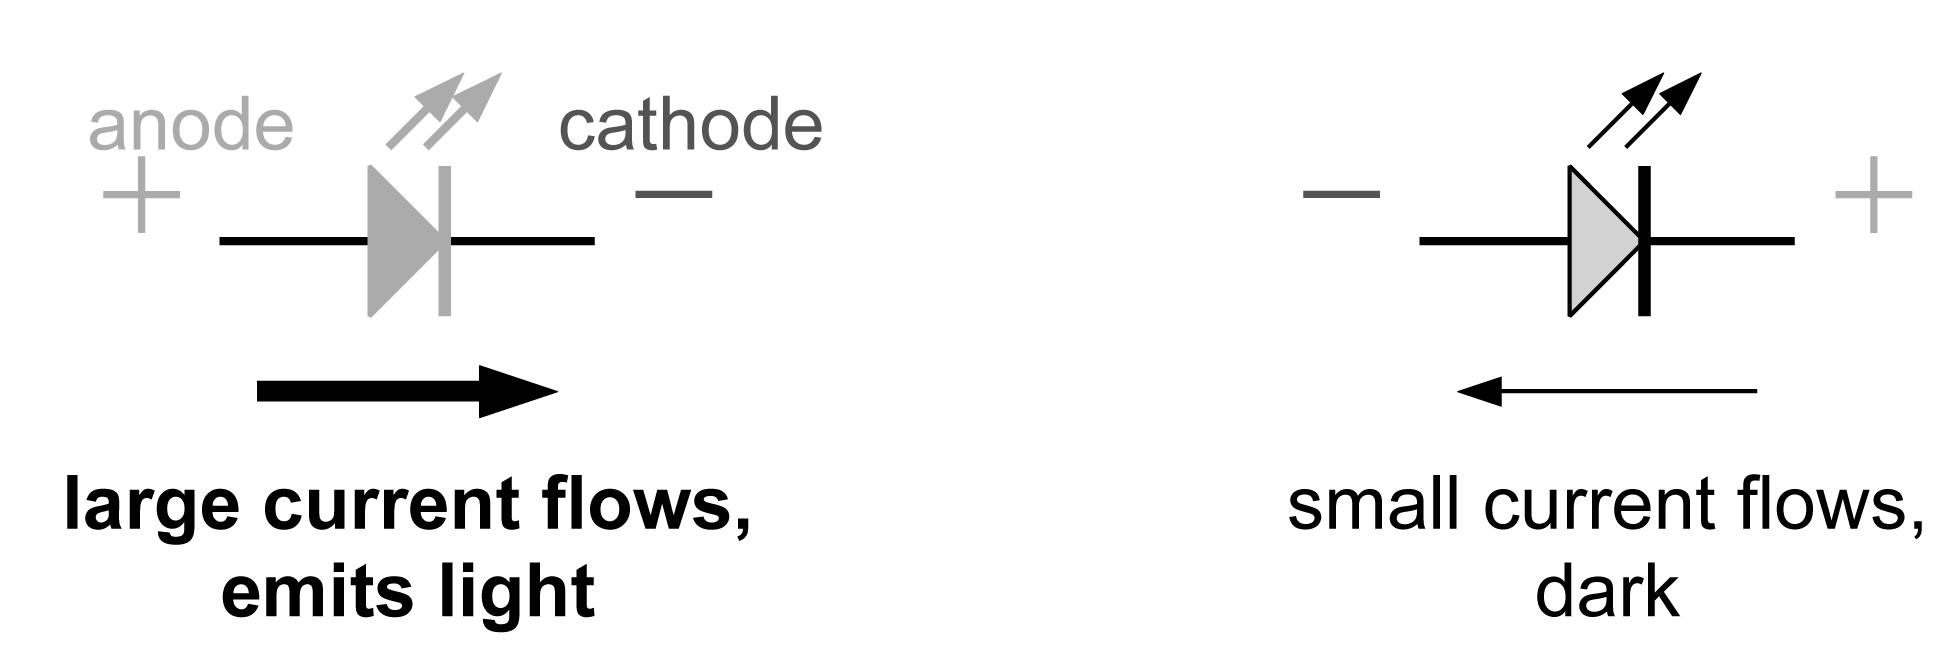 anode
cathode
+
−
−
+
large current flows,
emits light
small current flows,
dark